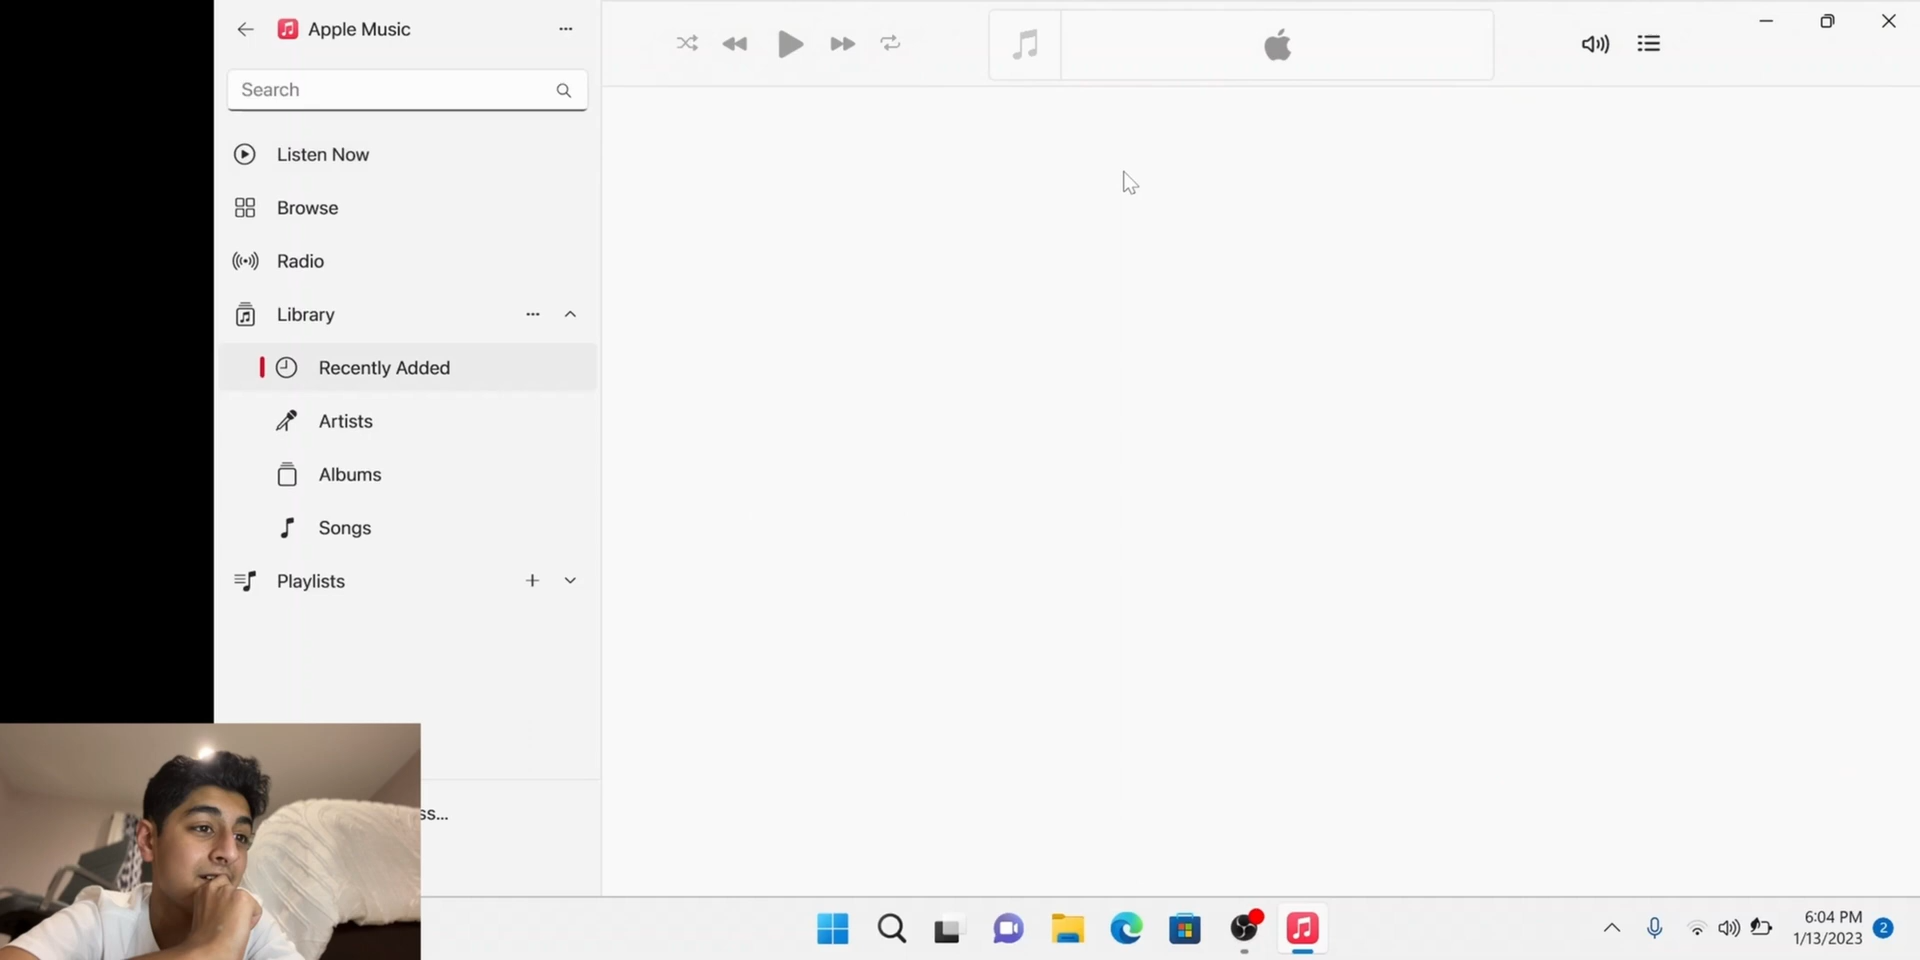 Apple Music
Search
Listen Now
Browse
Radio
Library
Recently Added
Artists
Albums
Songs
Playlists
ss...
6:04 PM
1/13/2023
2